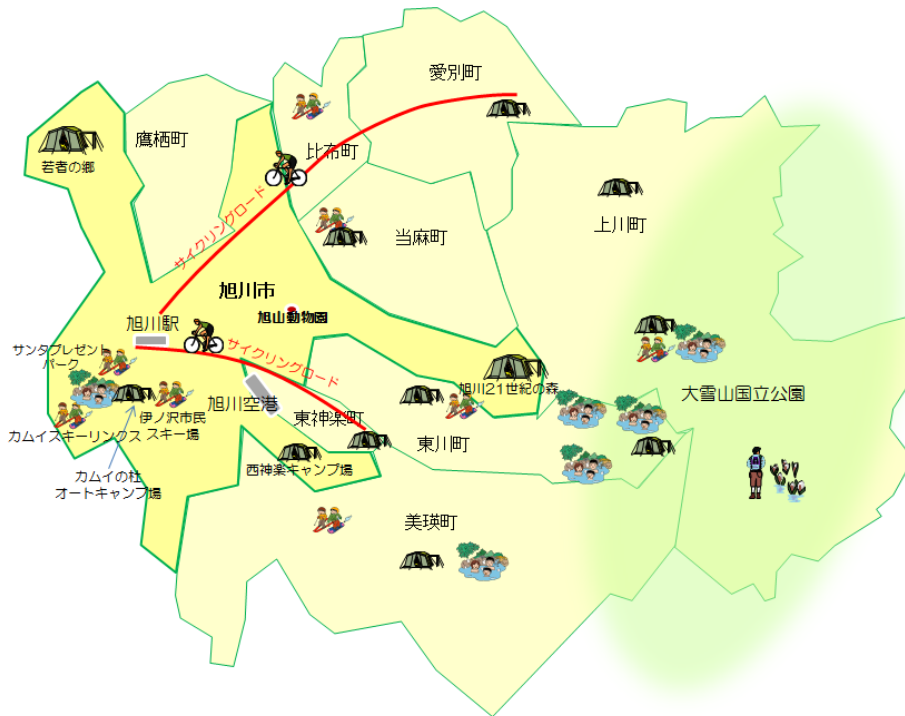 愛別町
鷹栖町
比布町
若者の郷
上川町
サイクリングロード
当麻町
旭川市
旭山動物園
旭川駅
サイクリングロード
サンタプレゼント
パーク
旭川21世紀の森
大雪山国立公園
旭川空港
東神楽町
伊ノ沢市民
スキー場
カムイスキーリンクス
東川町
西神楽キャンプ場
カムイの杜
オートキャンプ場
美瑛町